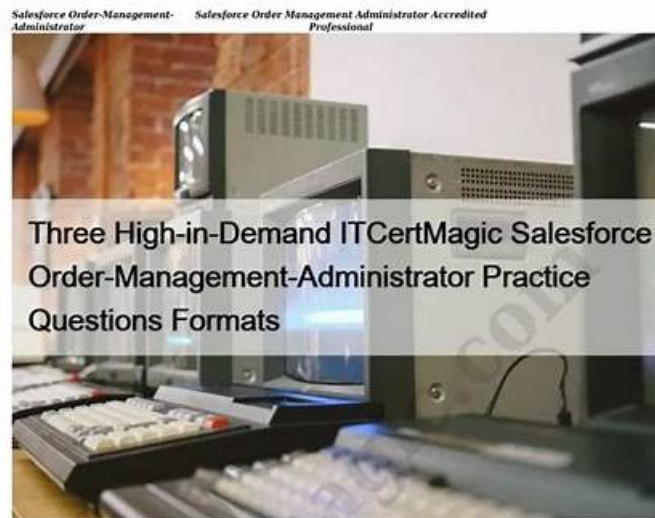 Salesforce Order-Management- Salesforce Order Management Administrator Accredited
Administrator Professional
Three High-in-Demand ITCertMagic Salesforce
Order-Management-Administrator Practice
Questions Formats